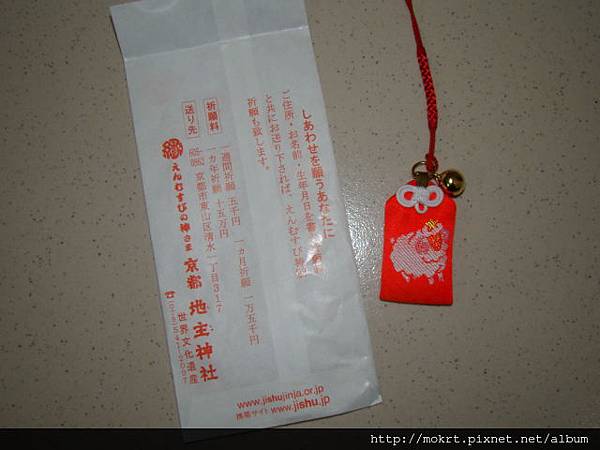 しあわせを願うあなたに
ご住所・お名前・生年月日を書
と共にお送り下されば、えんむすび祈願
祈願も致します。
祈願料
一週間祈願 五千円 一ヵ月祈願 一万五千円
一ヵ年祈願 十五万円
送り先
605-0862 京都市東山区清水一丁目317
えんむすびの神さま 京都 地主神社
世界文化遺産
www.jishujinja.or.jp
携帯サイト www.jishu.jp
http://mokrt.pixnet.net/album